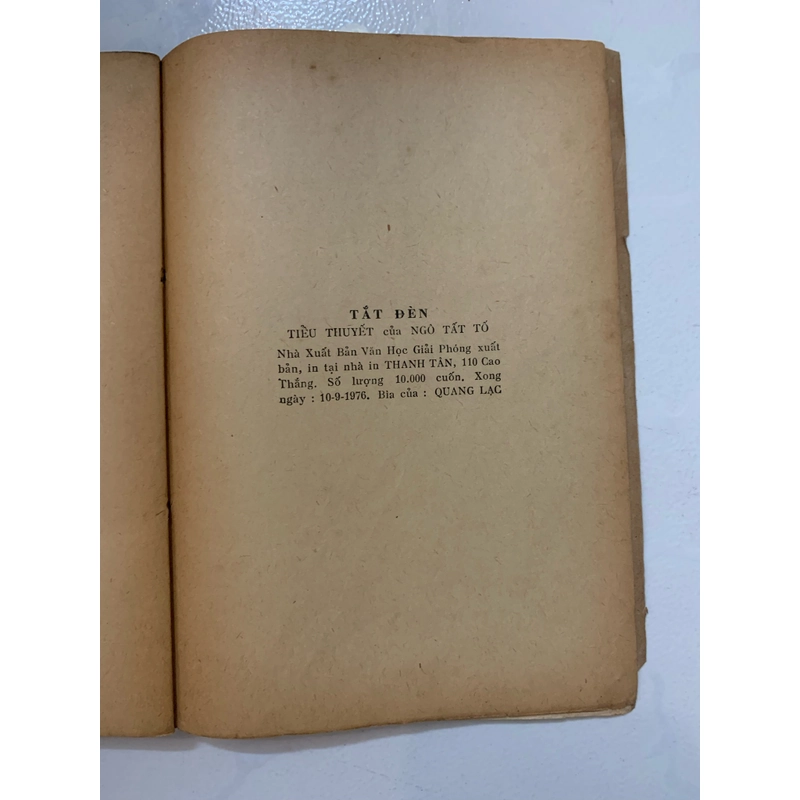 TẮT ĐÈN
TIỂU THUYẾT của NGÔ TẤT TỐ
Nhà Xuất Bản Văn Học Giải Phóng xuất
bản, in tại nhà in THANH TÂN, 110 Cao
Thắng. Số lượng 10.000 cuốn. Xong
ngày : 10-9-1976. Bìa của : QUANG LẠC